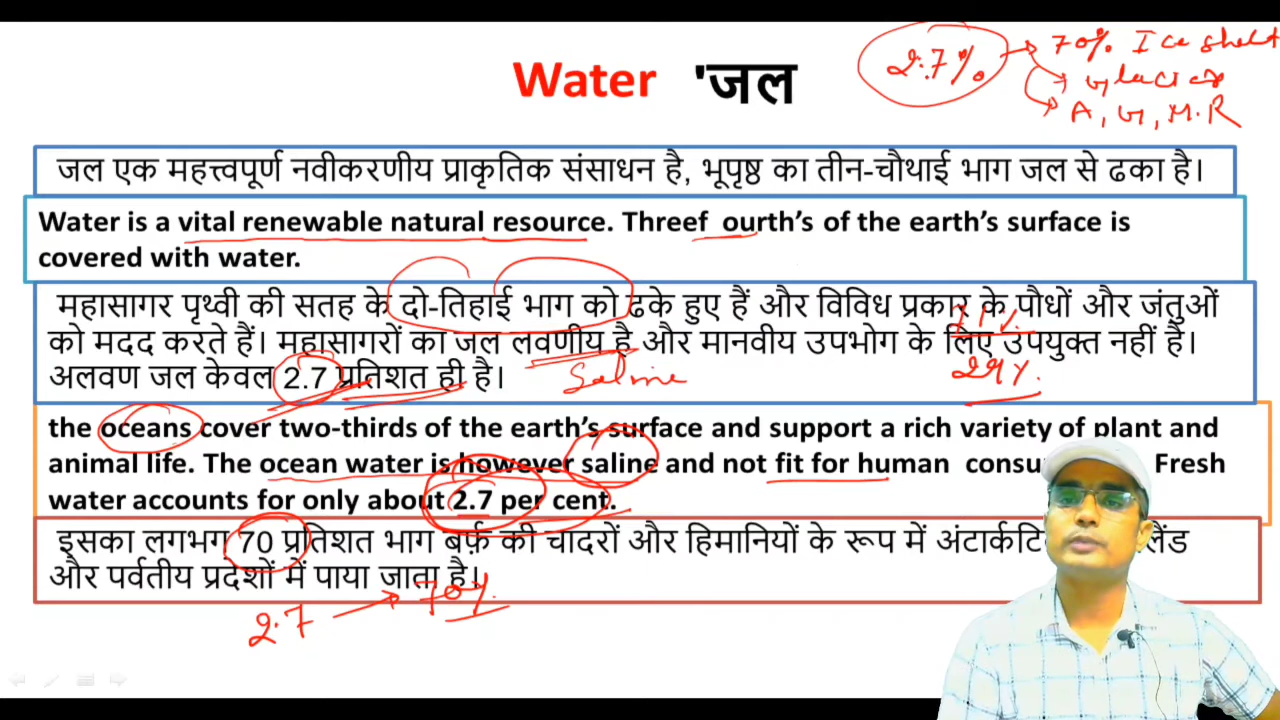 Water 'जल
2.7% → 70% Ice shelt
→ glacier
→ A, G, M.R
जल एक महत्त्वपूर्ण नवीकरणीय प्राकृतिक संसाधन है, भूपृष्ठ का तीन-चौथाई भाग जल से ढका है।
Water is a vital renewable natural resource. Threef ourth's of the earth's surface is
covered with water.
महासागर पृथ्वी की सतह के दो-तिहाई भाग को ढके हुए हैं और विविध प्रकार के पौधों और जंतुओं
को मदद करते हैं। महासागरों का जल लवणीय है और मानवीय उपभोग के लिए उपयुक्त नहीं है।
अलवण जल केवल 2.7 प्रतिशत ही है।
Saline
71%.
29%.
the oceans cover two-thirds of the earth's surface and support a rich variety of plant and
animal life. The ocean water is however saline and not fit for human Fresh
water accounts for only about 2.7 per cent.
इसका लगभग 70 प्रतिशत भाग बर्फ़ की चादरों और हिमानियों के रूप में
और पर्वतीय प्रदेशों में पाया जाता है।
2.7 → 70%.